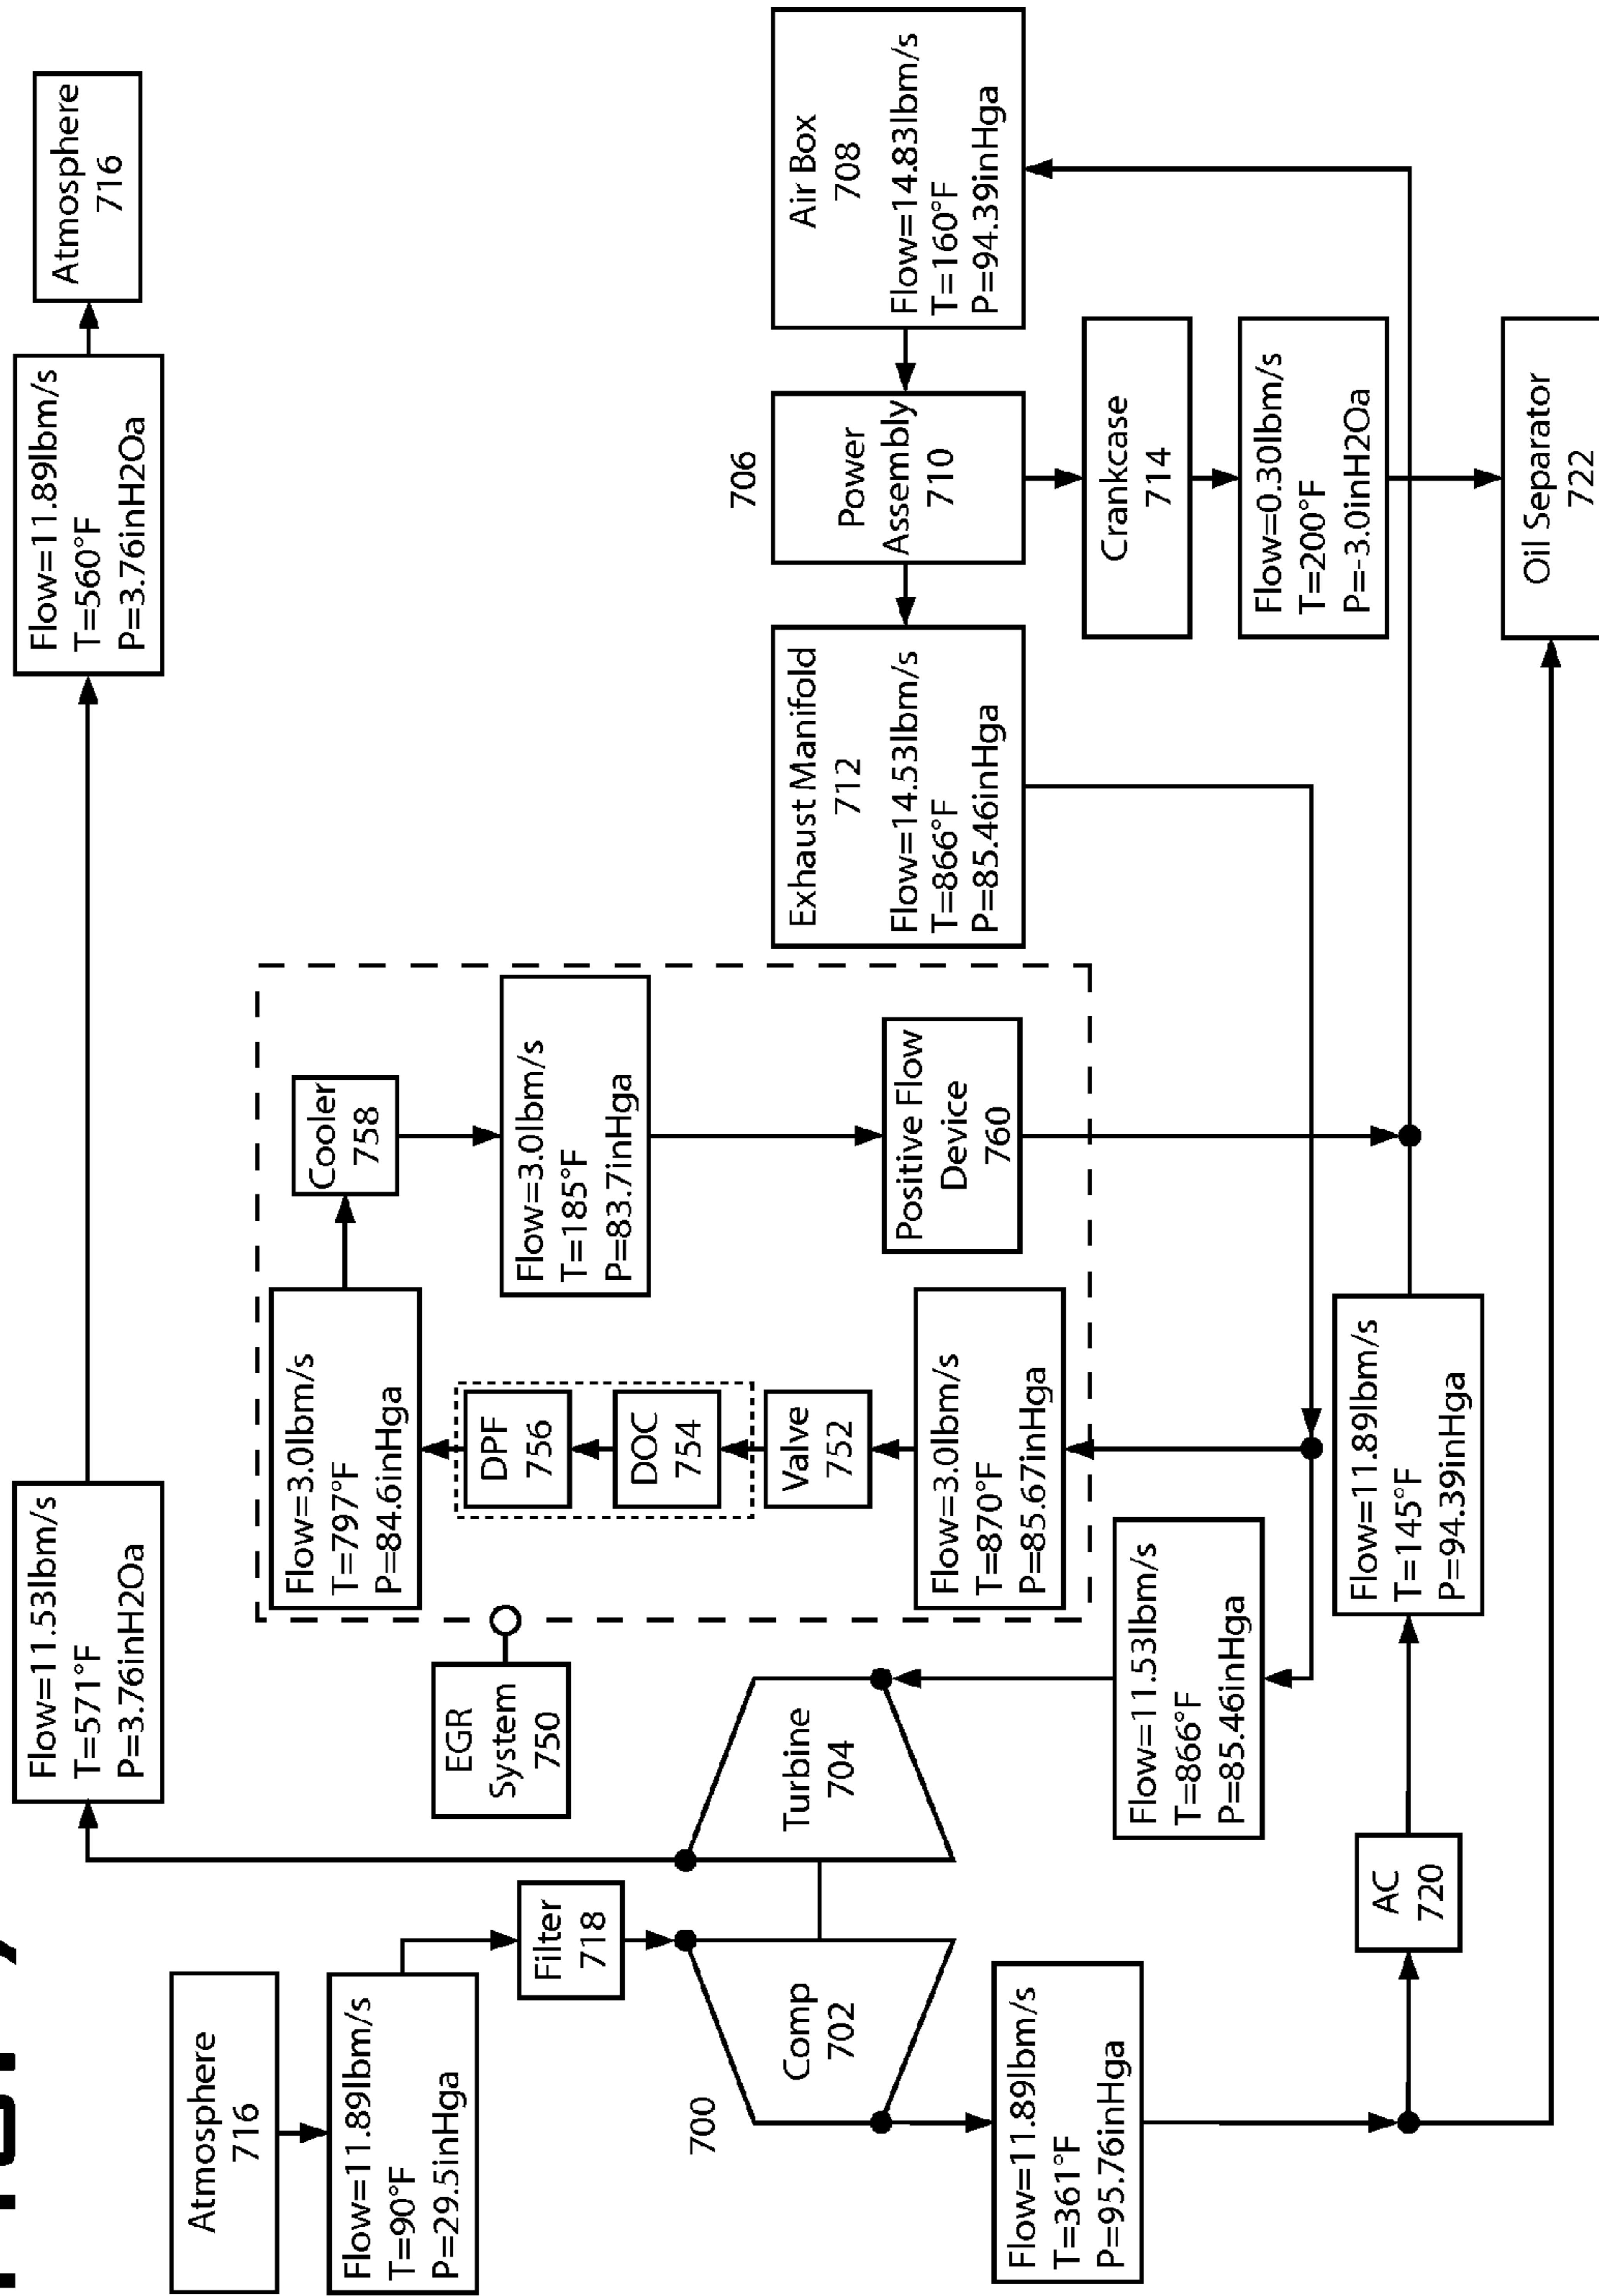 Atmosphere
716
Flow=11.89lbm/s
T=90°F
P=29.5inHga
Filter
718
700
Comp
702
Flow=11.89lbm/s
T=361°F
P=95.76inHga
Flow=11.53lbm/s
T=571°F
P=3.76inH2Oa
Flow=11.89lbm/s
T=560°F
P=3.76inH2Oa
Atmosphere
716
EGR
System
750
Turbine
704
Flow=11.53lbm/s
T=866°F
P=85.46inHga
AC
720
Flow=11.89lbm/s
T=145°F
P=94.39inHga
Flow=3.0lbm/s
T=797°F
P=84.6inHga
DPF
756
DOC
754
Valve
752
Flow=3.0lbm/s
T=870°F
P=85.67inHga
Cooler
758
Flow=3.0lbm/s
T=185°F
P=83.7inHga
Positive Flow
Device
760
Exhaust Manifold
712
Flow=14.53lbm/s
T=866°F
P=85.46inHga
706
Power
Assembly
710
Air Box
708
Flow=14.83lbm/s
T=160°F
P=94.39inHga
Crankcase
714
Flow=0.30lbm/s
T=200°F
P=-3.0inH2Oa
Oil Separator
722